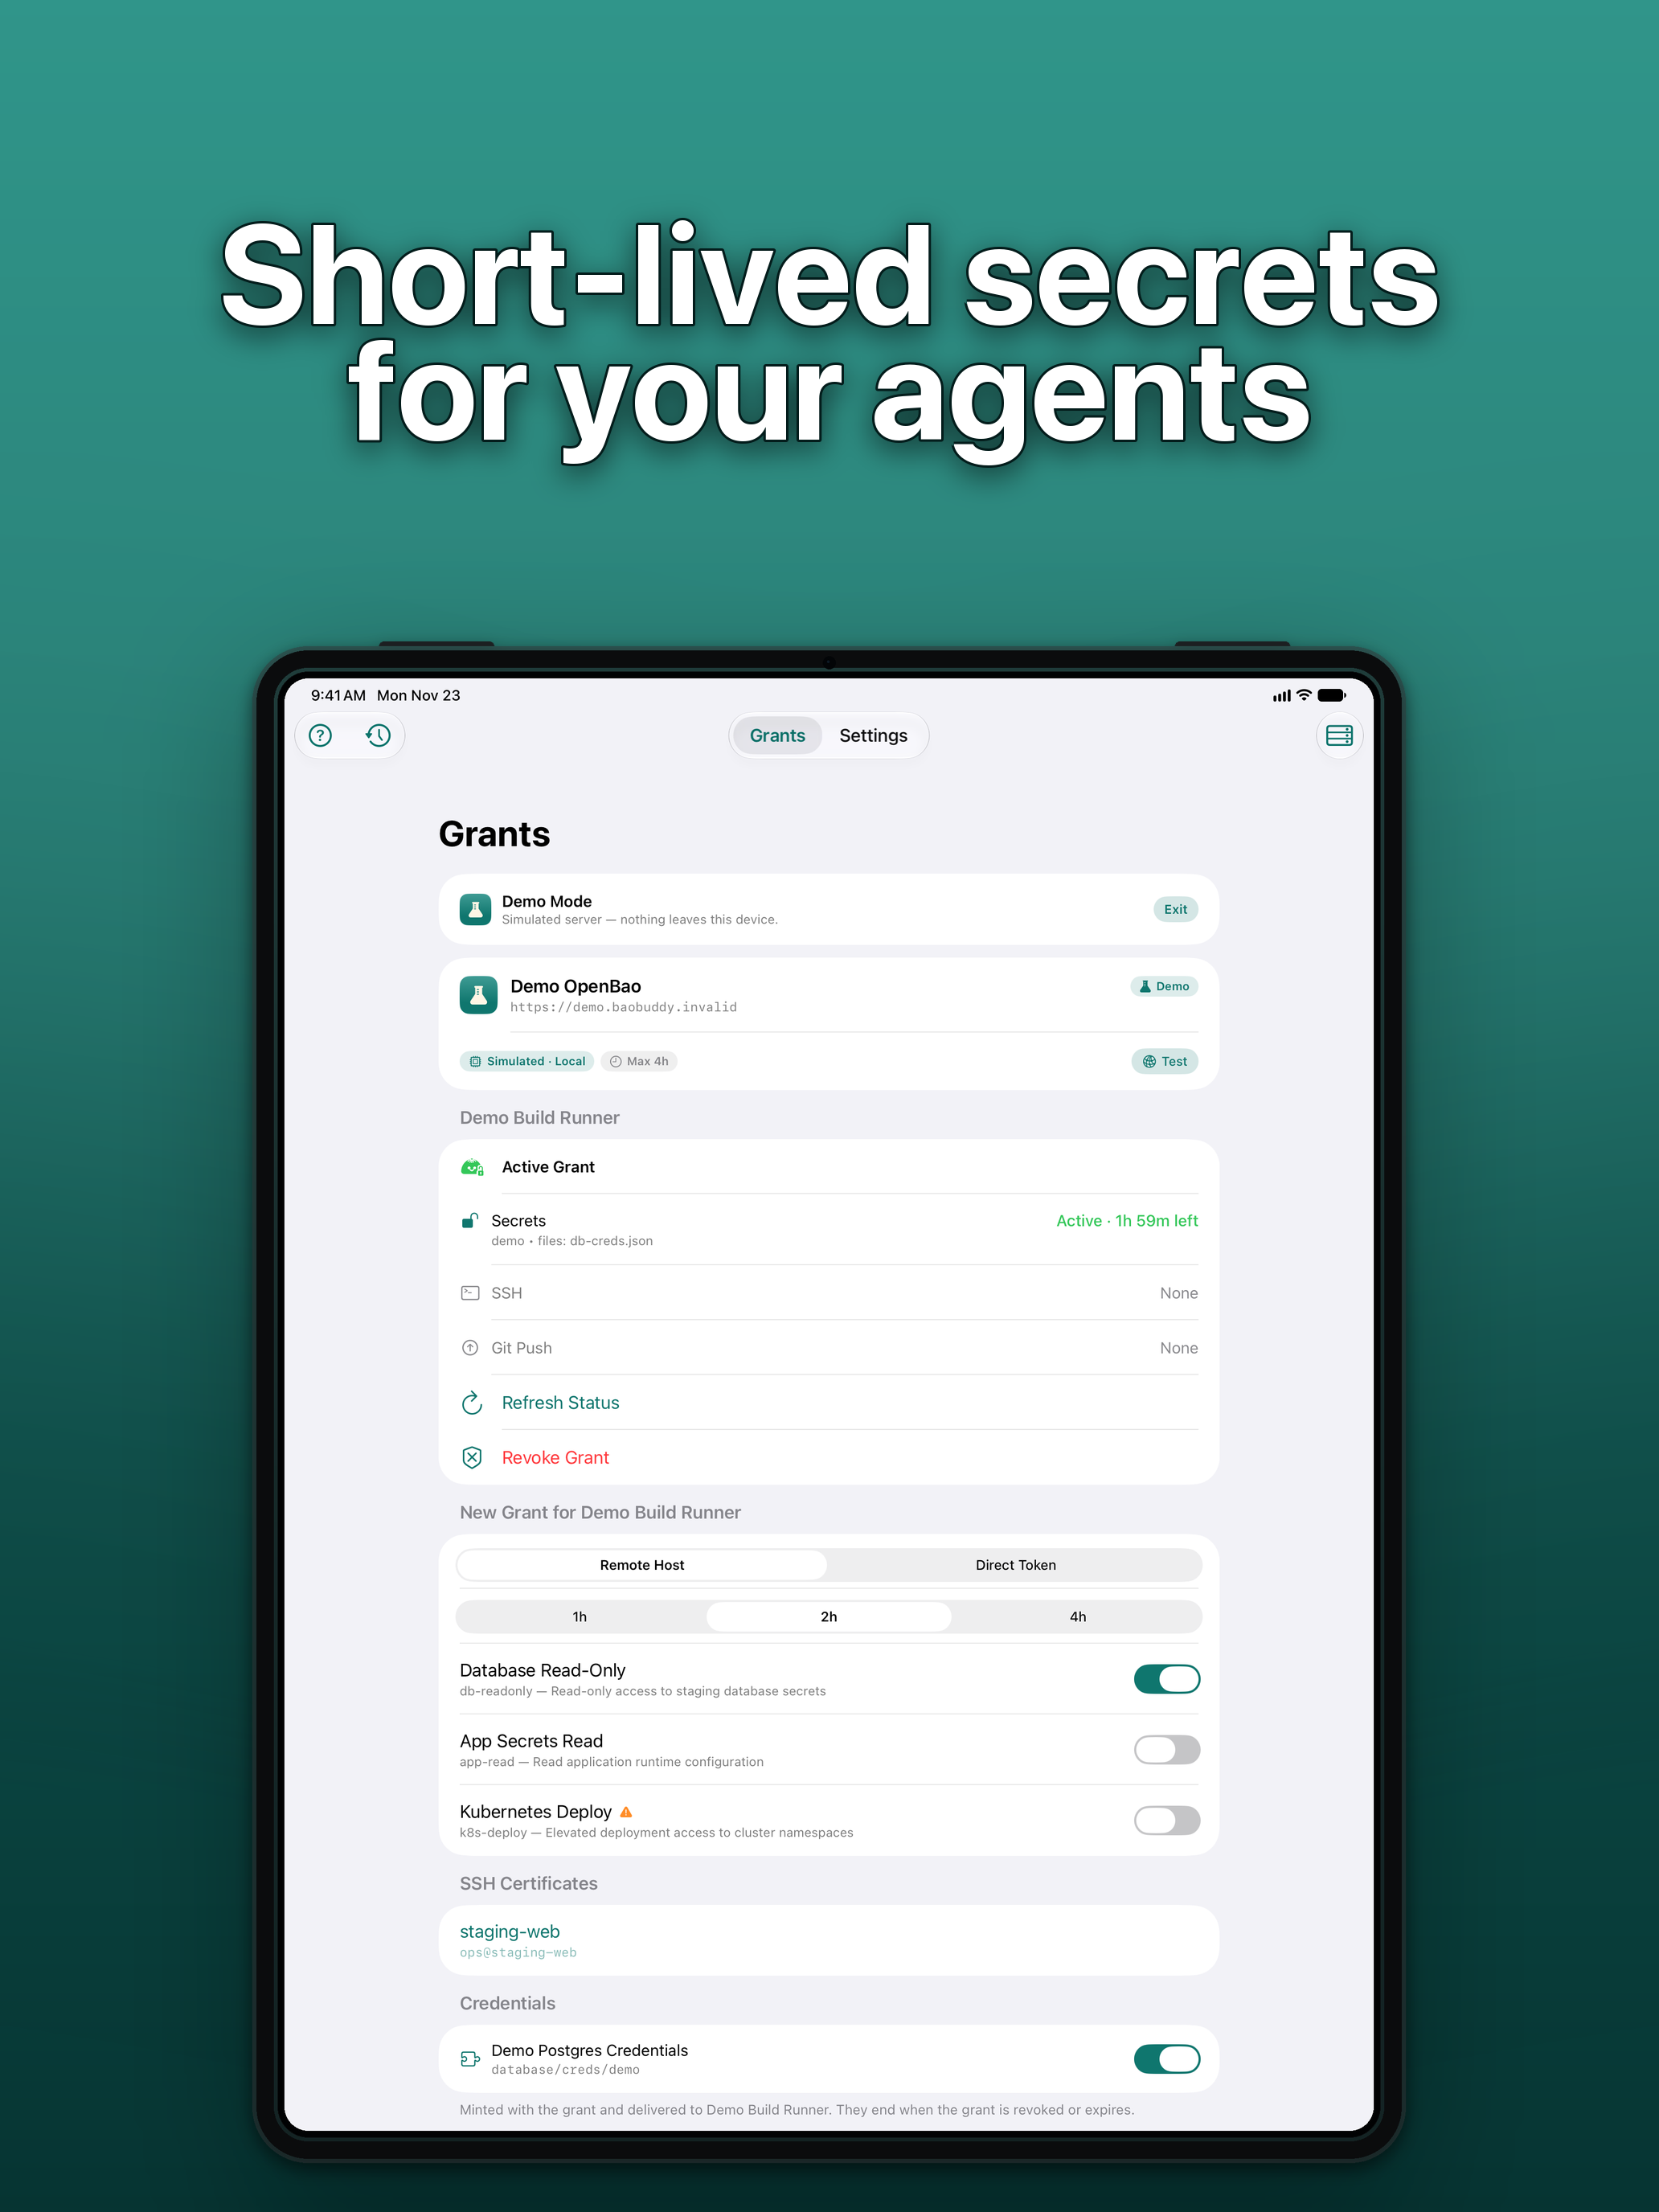 Short-lived secrets
for your agents
9:41 AM Mon Nov 23
Grants Settings
Grants
Demo Mode
Simulated server — nothing leaves this device.
Exit
Demo OpenBao
https://demo.baobuddy.invalid
Demo
Simulated · Local
Max 4h
Test
Demo Build Runner
Active Grant
Secrets
demo • files: db-creds.json
Active · 1h 59m left
SSH
None
Git Push
None
Refresh Status
Revoke Grant
New Grant for Demo Build Runner
Remote Host
Direct Token
1h
2h
4h
Database Read-Only
db-readonly — Read-only access to staging database secrets
App Secrets Read
app-read — Read application runtime configuration
Kubernetes Deploy
k8s-deploy — Elevated deployment access to cluster namespaces
SSH Certificates
staging-web
ops@staging-web
Credentials
Demo Postgres Credentials
database/creds/demo
Minted with the grant and delivered to Demo Build Runner. They end when the grant is revoked or expires.